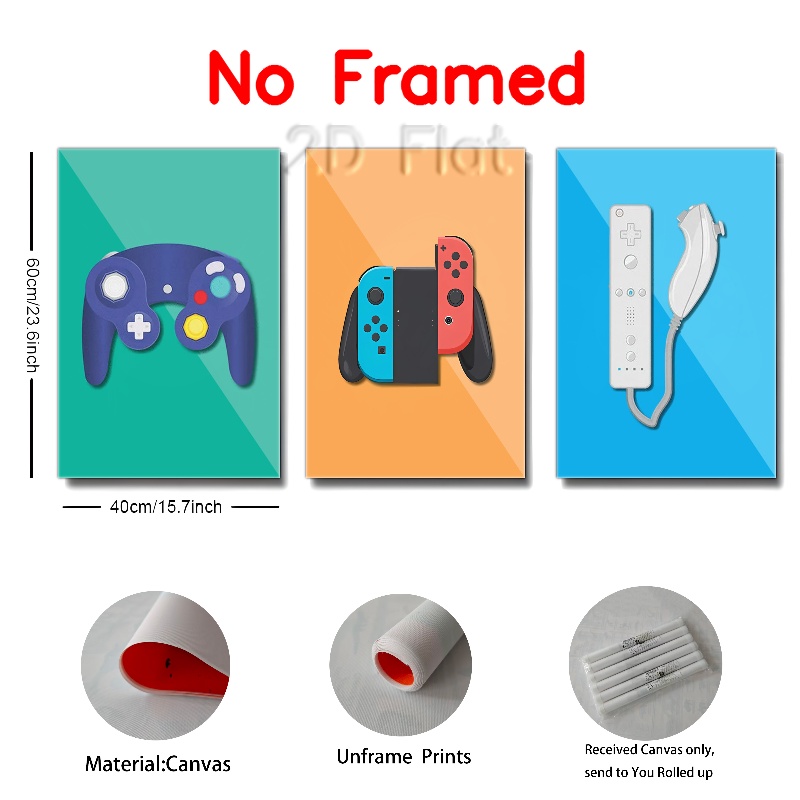 No Framed
2D Flat
60cm/23.6inch
40cm/15.7inch
Material:Canvas
Unframe Prints
Received Canvas only,
send to You Rolled up